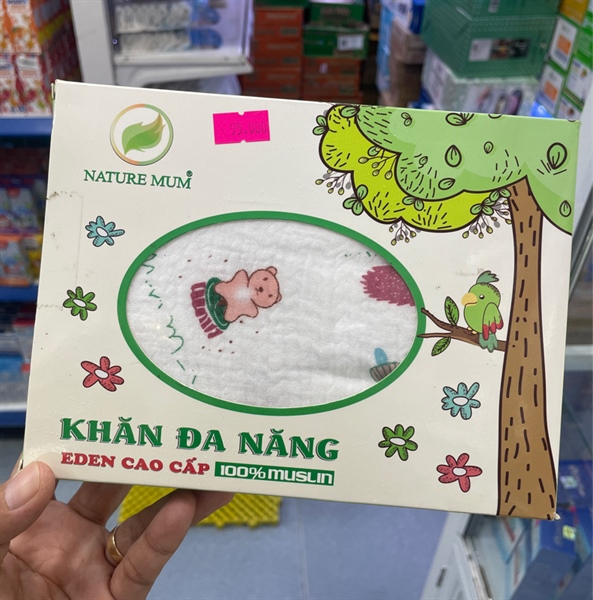 NATURE MUM®
KHĂN ĐA NĂNG
EDEN CAO CẤP 100% MUSLIN